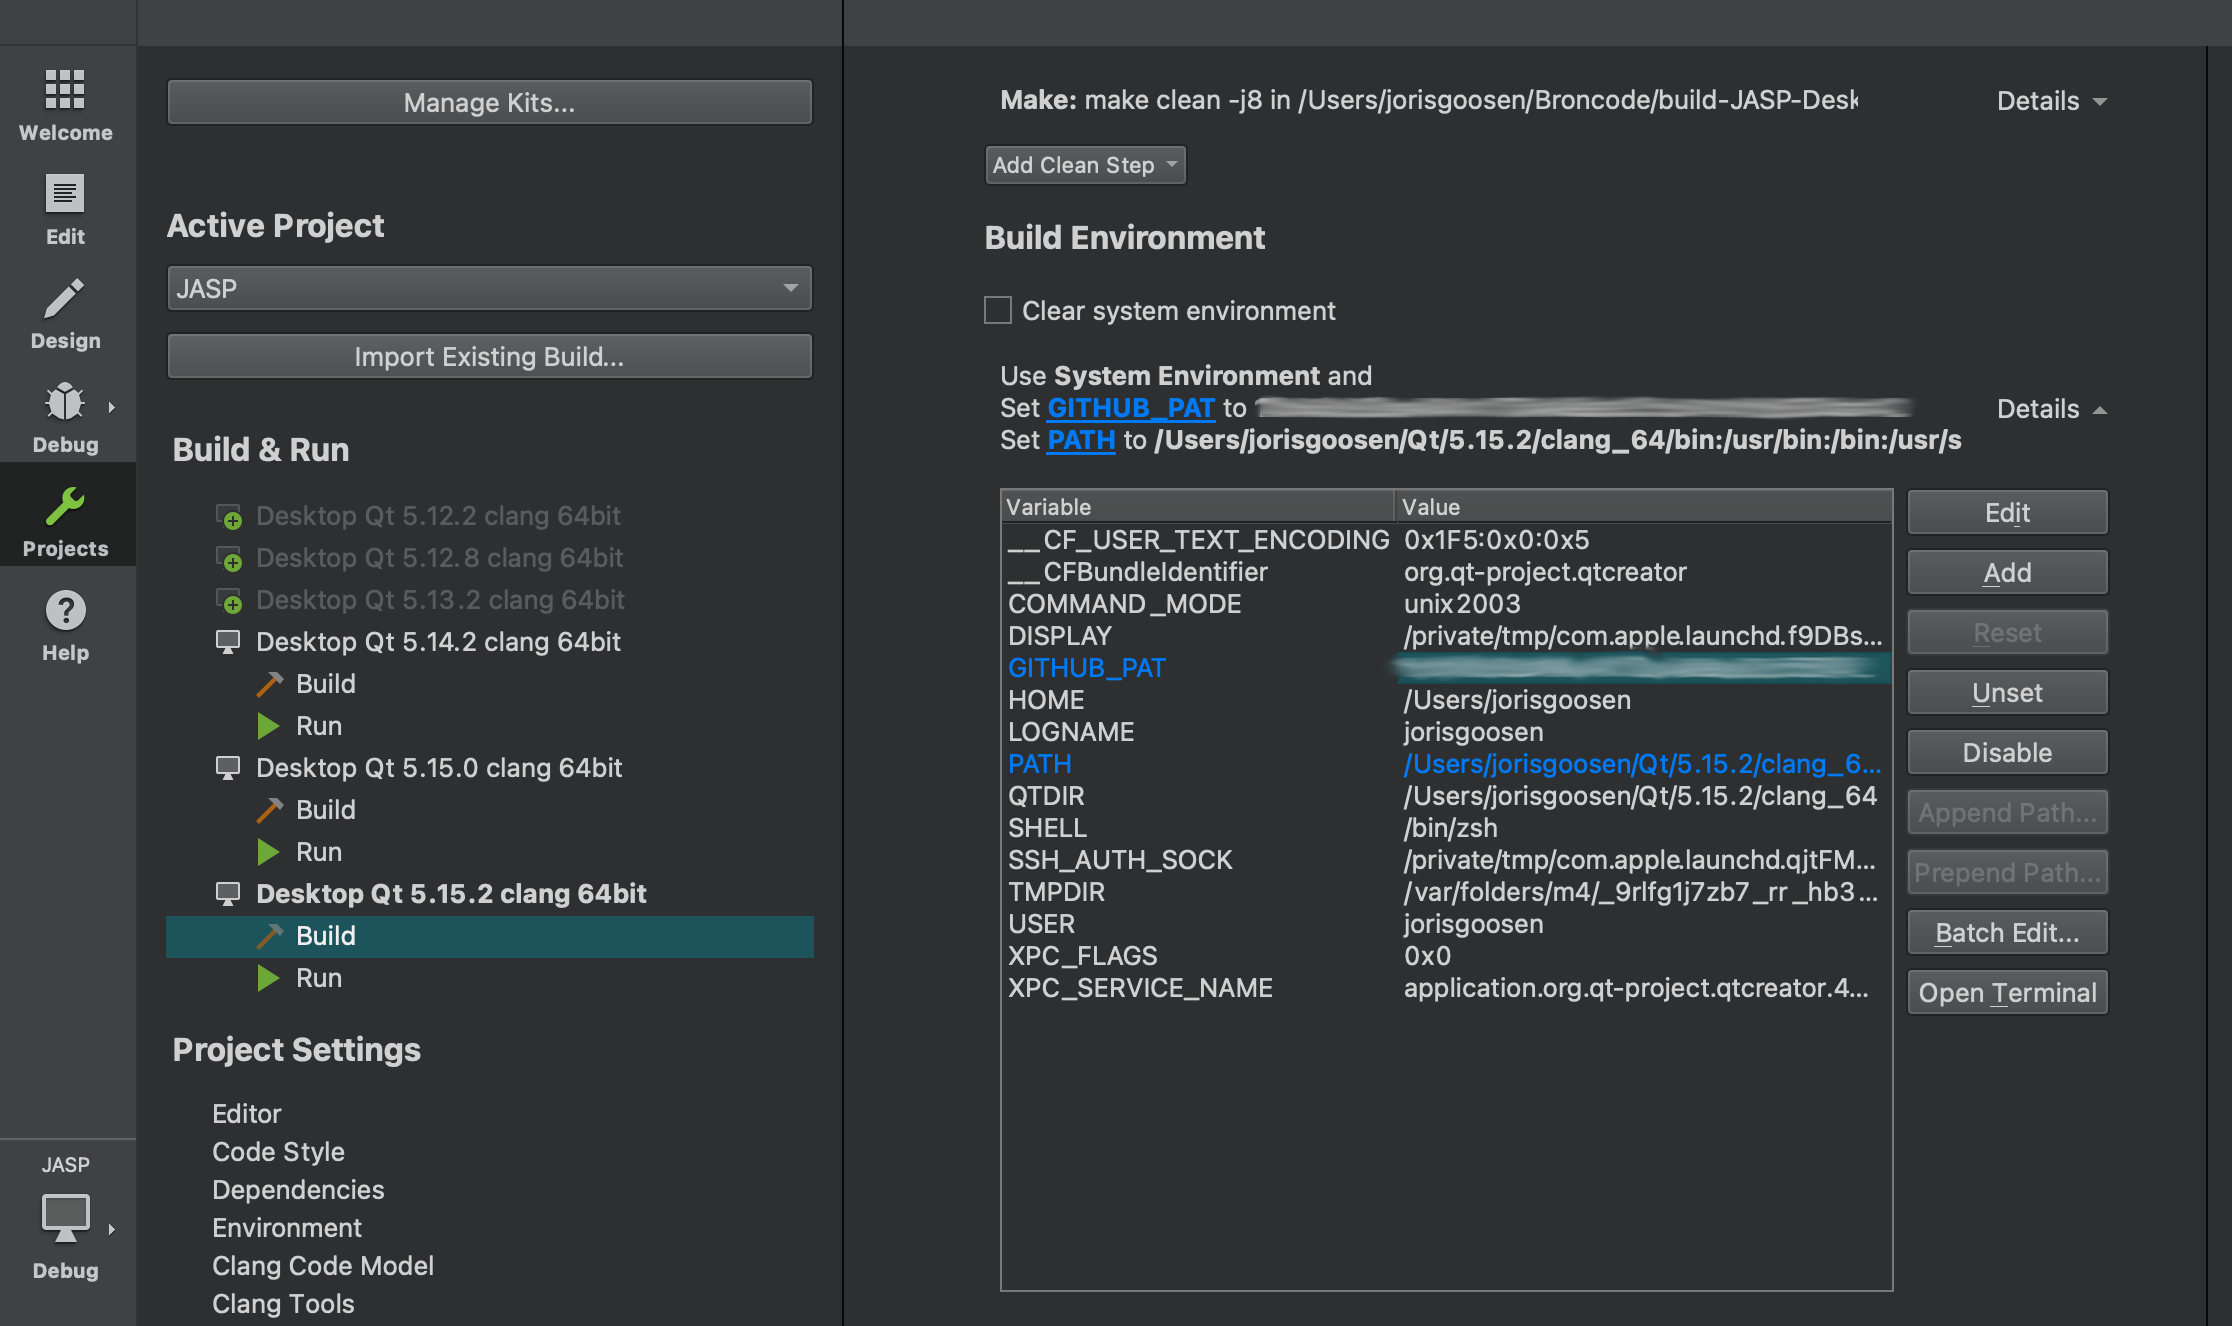 Welcome
Edit
Design
Debug
Projects
Help
JASP
Debug
Manage Kits...
Active Project
JASP
Import Existing Build...
Build & Run
Desktop Qt 5.12.2 clang 64bit
Desktop Qt 5.12.8 clang 64bit
Desktop Qt 5.13.2 clang 64bit
Desktop Qt 5.14.2 clang 64bit
Build
Run
Desktop Qt 5.15.0 clang 64bit
Build
Run
Desktop Qt 5.15.2 clang 64bit
Build
Run
Project Settings
Editor
Code Style
Dependencies
Environment
Clang Code Model
Clang Tools
Make: make clean -j8 in /Users/jorisgoosen/Broncode/build-JASP-Desk
Details
Add Clean Step
Build Environment
Clear system environment
Use System Environment and
Set GITHUB_PAT to
Details
Set PATH to /Users/jorisgoosen/Qt/5.15.2/clang_64/bin:/usr/bin:/bin:/usr/s
Variable Value
__CF_USER_TEXT_ENCODING 0x1F5:0x0:0x5
__CFBundleIdentifier org.qt-project.qtcreator
COMMAND_MODE unix2003
DISPLAY /private/tmp/com.apple.launchd.f9DBs...
GITHUB_PAT
HOME /Users/jorisgoosen
LOGNAME jorisgoosen
PATH /Users/jorisgoosen/Qt/5.15.2/clang_6...
QTDIR /Users/jorisgoosen/Qt/5.15.2/clang_64
SHELL /bin/zsh
SSH_AUTH_SOCK /private/tmp/com.apple.launchd.qjtFM...
TMPDIR /var/folders/m4/_9rlfg1j7zb7_rr_hb3...
USER jorisgoosen
XPC_FLAGS 0x0
XPC_SERVICE_NAME application.org.qt-project.qtcreator.4...
Edit
Add
Reset
Unset
Disable
Append Path...
Prepend Path...
Batch Edit...
Open Terminal